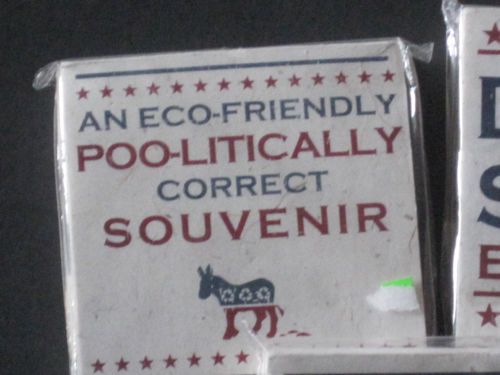 AN ECO-FRIENDLY
POO-LITICALLY
CORRECT
SOUVENIR